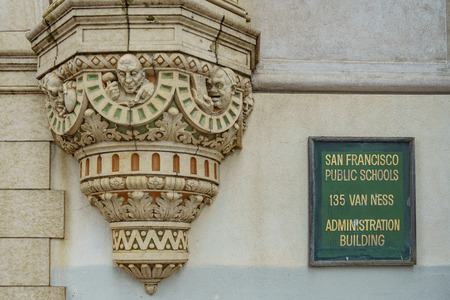 SAN FRANCISCO
PUBLIC SCHOOLS
135 VAN NESS
ADMINISTRATION
BUILDING